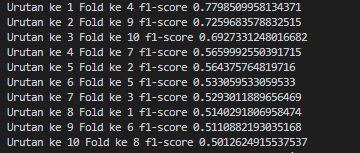 Urutan ke 1 Fold ke 4 f1-score 0.7798509958134371
Urutan ke 2 Fold ke 9 f1-score 0.7259683578832515
Urutan ke 3 Fold ke 10 f1-score 0.6927331248016682
Urutan ke 4 Fold ke 7 f1-score 0.5659992550391715
Urutan ke 5 Fold ke 2 f1-score 0.564375764819716
Urutan ke 6 Fold ke 5 f1-score 0.533059533059533
Urutan ke 7 Fold ke 3 f1-score 0.5293011889656469
Urutan ke 8 Fold ke 1 f1-score 0.5140291806958474
Urutan ke 9 Fold ke 6 f1-score 0.5110882193035168
Urutan ke 10 Fold ke 8 f1-score 0.5012624915537537